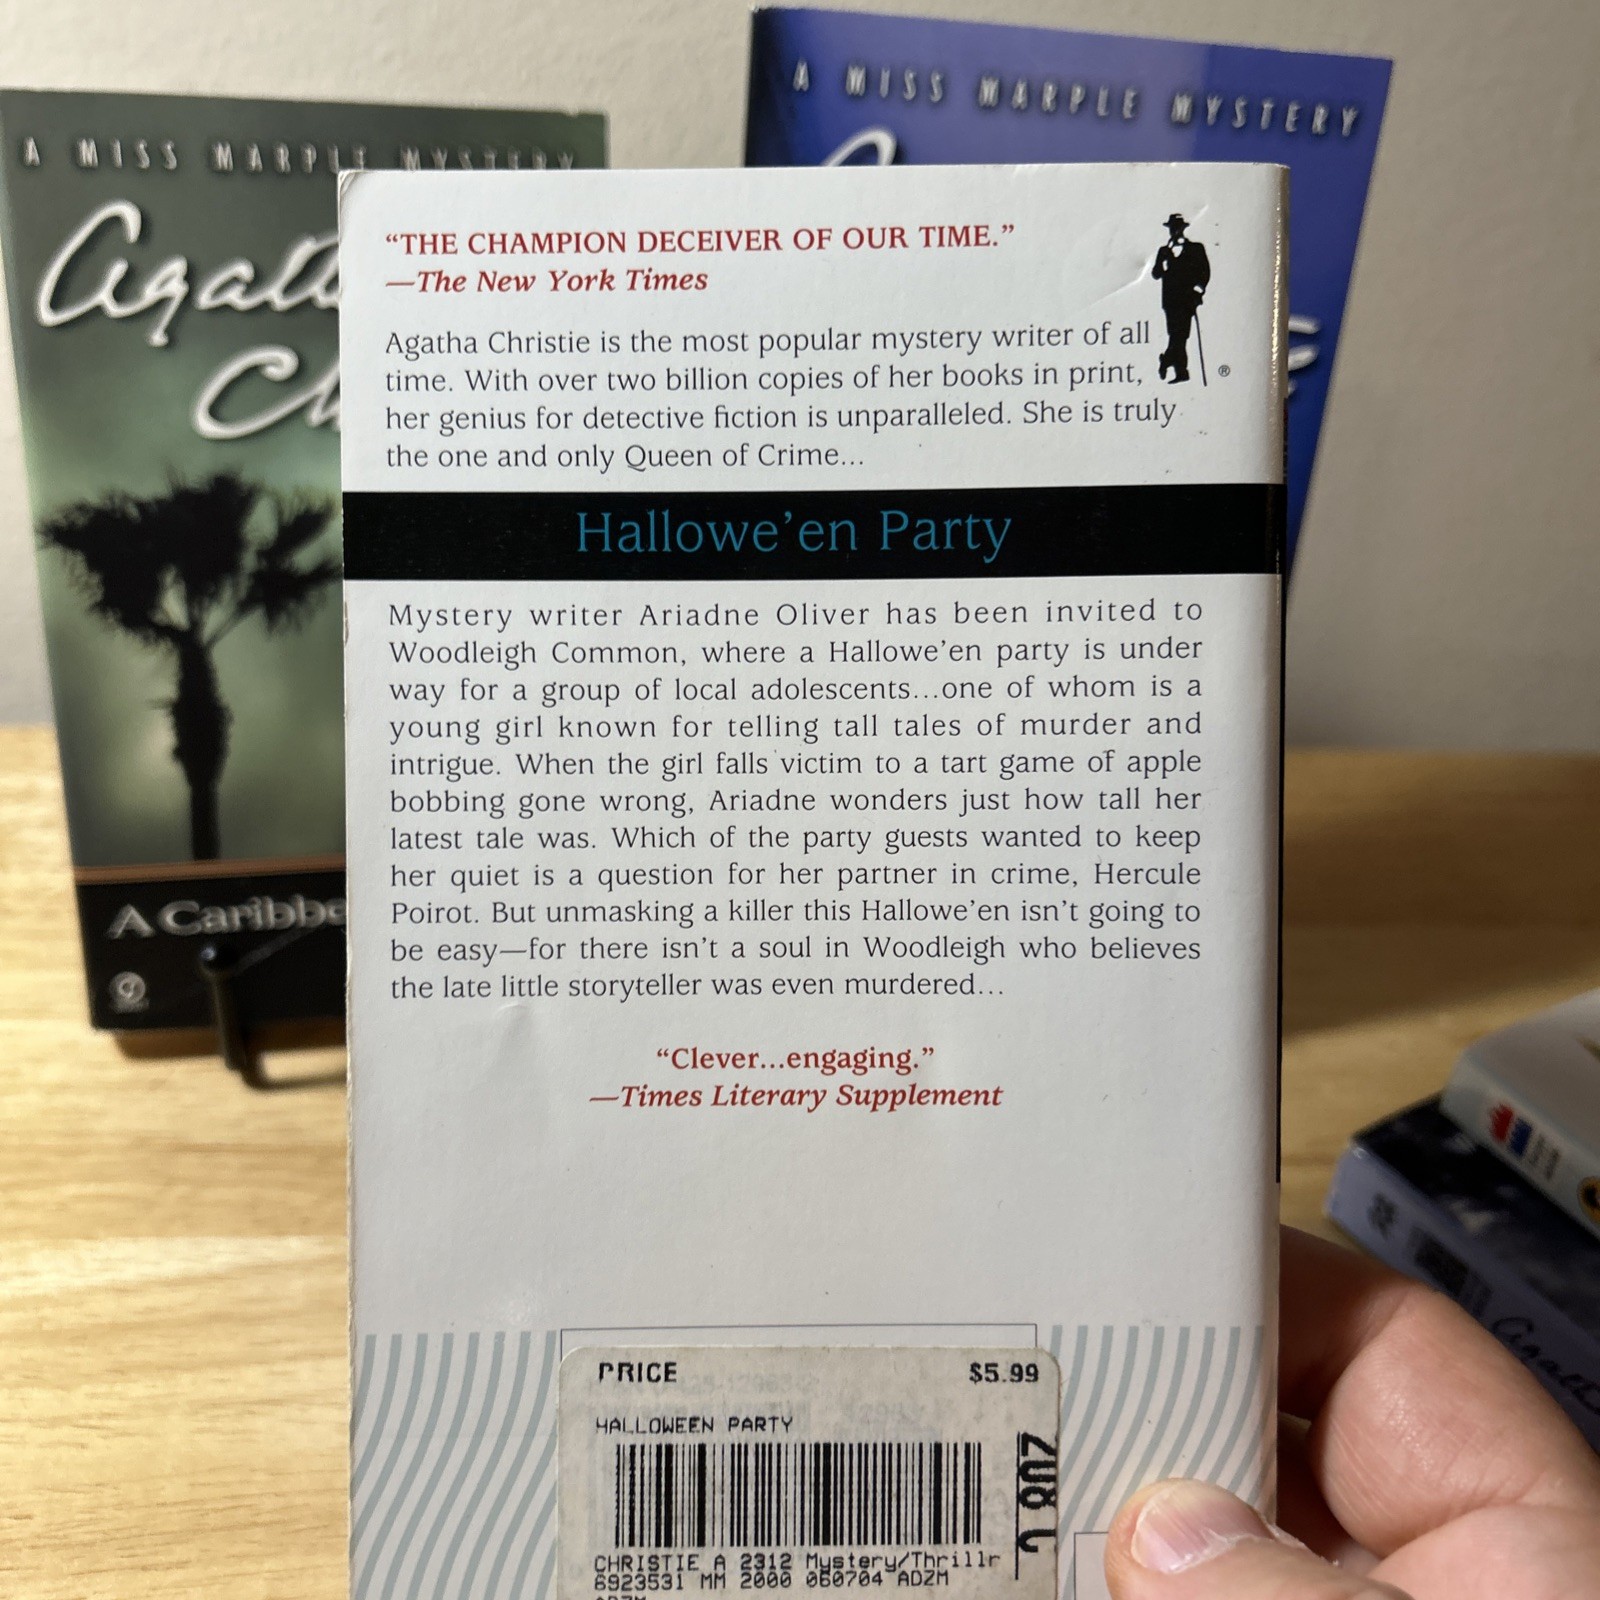 A MISS MARPLE MYSTERY
A MISS MARPLE MYSTERY
Agatha
“THE CHAMPION DECEIVER OF OUR TIME.”
—The New York Times
Agatha Christie is the most popular mystery writer of all
time. With over two billion copies of her books in print,
her genius for detective fiction is unparalleled. She is truly
the one and only Queen of Crime...
®
Hallowe’en Party
Mystery writer Ariadne Oliver has been invited to
Woodleigh Common, where a Hallowe’en party is under
way for a group of local adolescents...one of whom is a
young girl known for telling tall tales of murder and
intrigue. When the girl falls victim to a tart game of apple
bobbing gone wrong, Ariadne wonders just how tall her
latest tale was. Which of the party guests wanted to keep
her quiet is a question for her partner in crime, Hercule
Poirot. But unmasking a killer this Hallowe’en isn’t going to
be easy—for there isn’t a soul in Woodleigh who believes
the late little storyteller was even murdered...
“Clever...engaging.”
—Times Literary Supplement
A Caribbe
PRICE $5.99
HALLOWEEN PARTY
CHRISTIE A 2312 Mystery/Thrillr
6923531 MM 2000 060704 ADZM